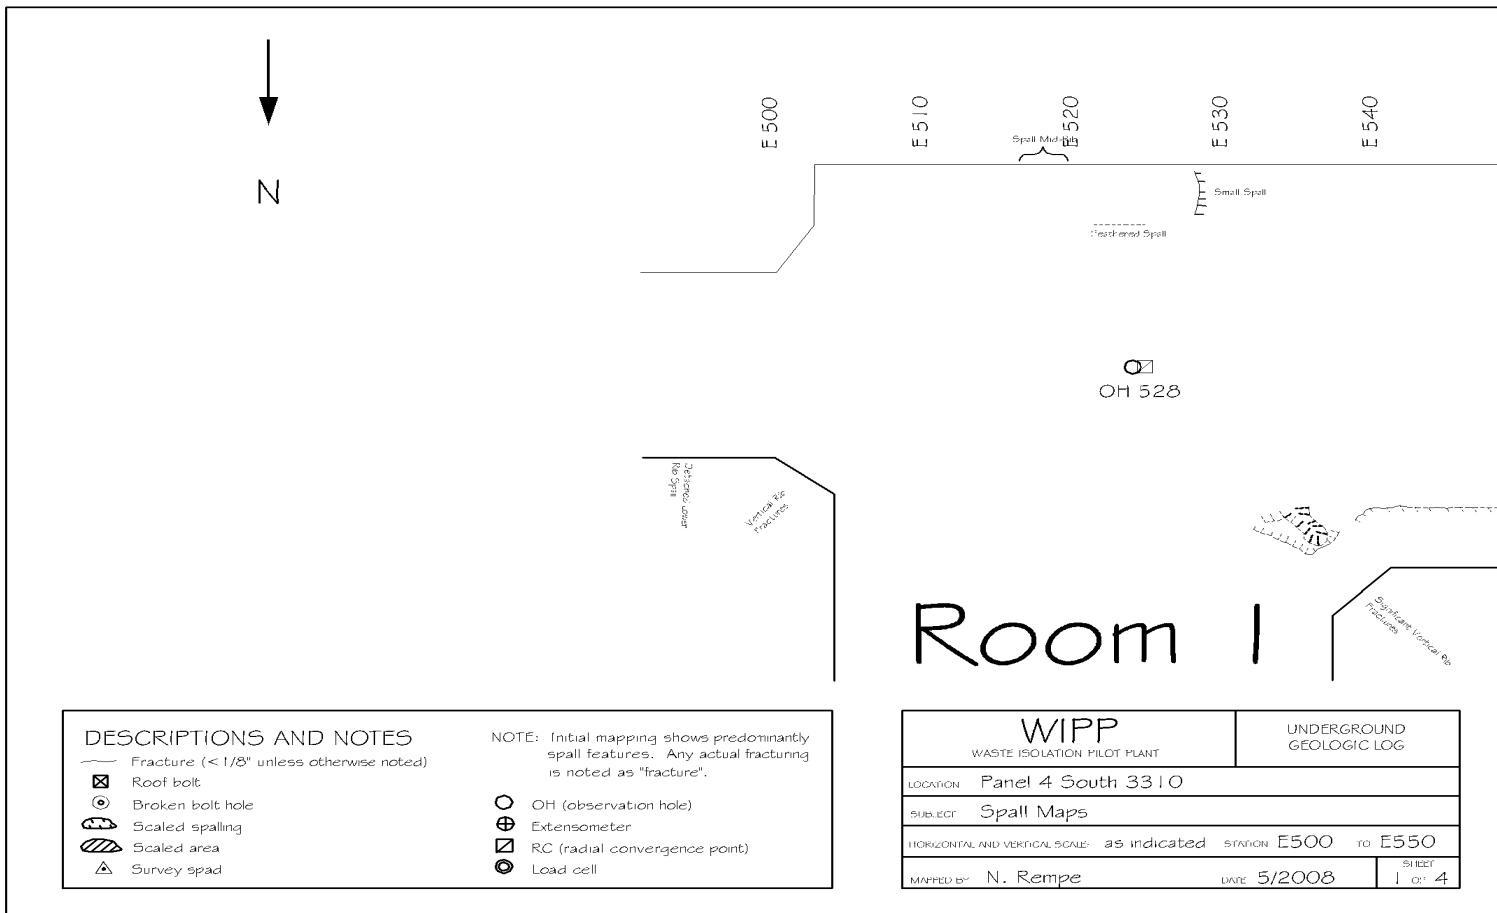 N
E 500
E 510
E 520
E 530
E 540
Spall Mid-Rib
Small Spall
Feathered Spall
OH 528
Detached Lower
Rib Spall
Vertical Rib
Fractures
Significant Vertical Rib
Fractures
Room 1
DESCRIPTIONS AND NOTES
Fracture (< 1/8" unless otherwise noted)
Roof bolt
Broken bolt hole
Scaled spalling
Scaled area
Survey spad
NOTE: Initial mapping shows predominantly
spall features. Any actual fracturing
is noted as "fracture".
OH (observation hole)
Extensometer
RC (radial convergence point)
Load cell
WIPP
WASTE ISOLATION PILOT PLANT
UNDERGROUND
GEOLOGIC LOG
LOCATION Panel 4 South 3310
SUBJECT Spall Maps
HORIZONTAL AND VERTICAL SCALE: as indicated STATION E500 TO E550
MAPPED BY N. Rempe DATE 5/2008
SHEET
1 OF 4